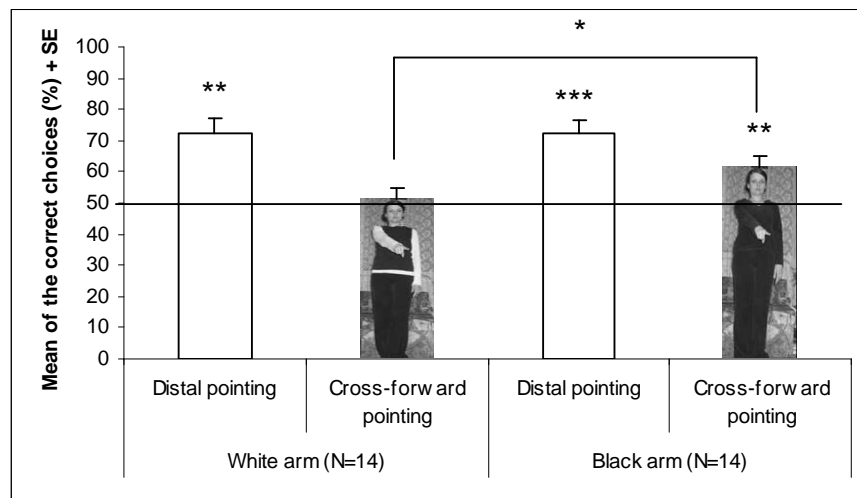 Mean of the correct choices (%) + SE
100
90
80
70
60
50
40
30
20
10
0
**
*
***
**
Distal pointing
Cross-forw ard
pointing
Distal pointing
Cross-forw ard
pointing
White arm (N=14)
Black arm (N=14)